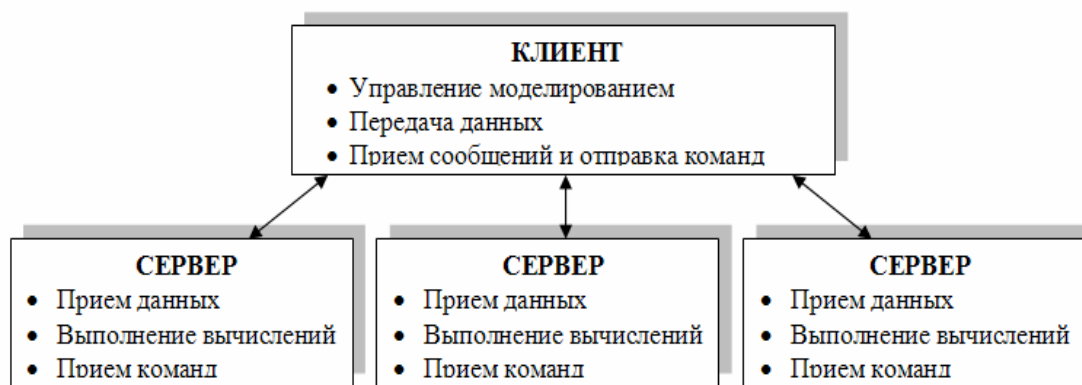 КЛИЕНТ
• Управление моделированием
• Передача данных
• Прием сообщений и отправка команд
СЕРВЕР
• Прием данных
• Выполнение вычислений
• Прием команд
СЕРВЕР
• Прием данных
• Выполнение вычислений
• Прием команд
СЕРВЕР
• Прием данных
• Выполнение вычислений
• Прием команд